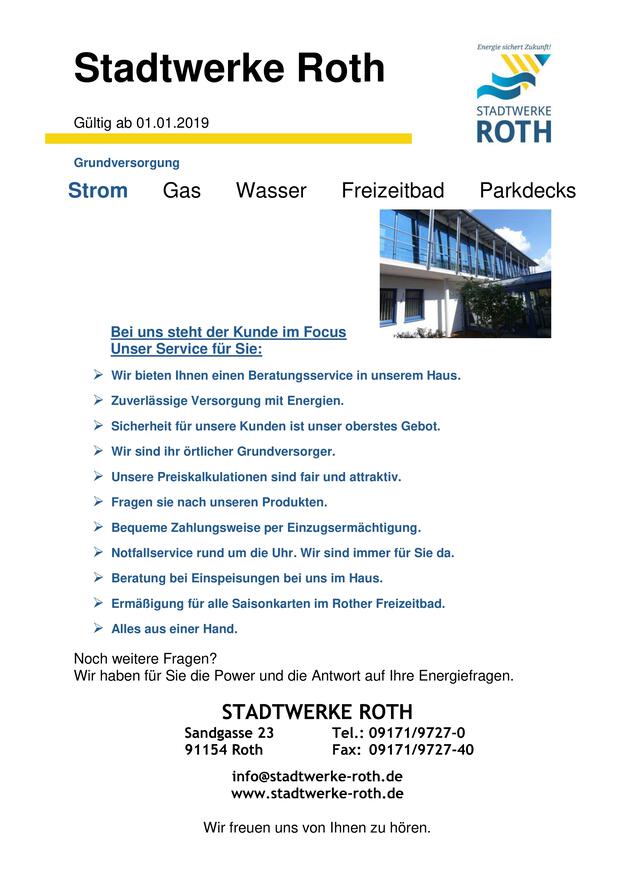 Stadtwerke Roth
Energie sichert Zukunft!
STADTWERKE
ROTH
Gültig ab 01.01.2019
Grundversorgung
Strom Gas Wasser Freizeitbad Parkdecks
Bei uns steht der Kunde im Focus
Unser Service für Sie:
➢ Wir bieten Ihnen einen Beratungsservice in unserem Haus.
➢ Zuverlässige Versorgung mit Energien.
➢ Sicherheit für unsere Kunden ist unser oberstes Gebot.
➢ Wir sind ihr örtlicher Grundversorger.
➢ Unsere Preiskalkulationen sind fair und attraktiv.
➢ Fragen sie nach unseren Produkten.
➢ Bequeme Zahlungsweise per Einzugsermächtigung.
➢ Notfallservice rund um die Uhr. Wir sind immer für Sie da.
➢ Beratung bei Einspeisungen bei uns im Haus.
➢ Ermäßigung für alle Saisonkarten im Rother Freizeitbad.
➢ Alles aus einer Hand.
Noch weitere Fragen?
Wir haben für Sie die Power und die Antwort auf Ihre Energiefragen.
STADTWERKE ROTH
Sandgasse 23 Tel.: 09171/9727-0
91154 Roth Fax: 09171/9727-40
info@stadtwerke-roth.de
www.stadtwerke-roth.de
Wir freuen uns von Ihnen zu hören.